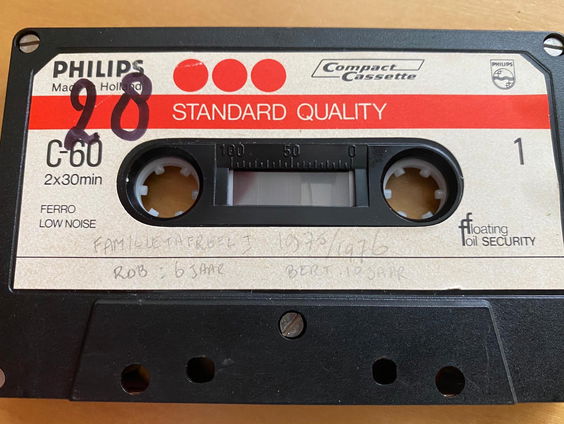 PHILIPS
Made in Holland
28
Compact
Cassette
PHILIPS
STANDARD QUALITY
C-60
2x30min
100 50 0
1
FERRO
LOW NOISE
floating
foil SECURITY
FAMILIETAFREEL I 1975/1976
ROB: 6 JAAR BERT. 10 JAAR